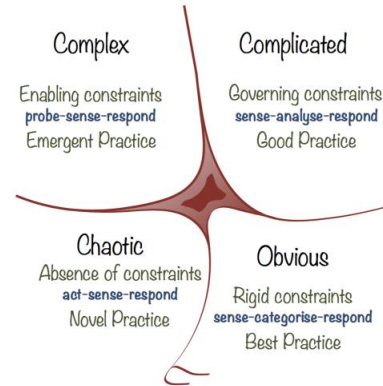 Complex
Enabling constraints
probe-sense-respond
Emergent Practice
Complicated
Governing constraints
sense-analyse-respond
Good Practice
Chaotic
Absence of constraints
act-sense-respond
Novel Practice
Obvious
Rigid constraints
sense-categorise-respond
Best Practice